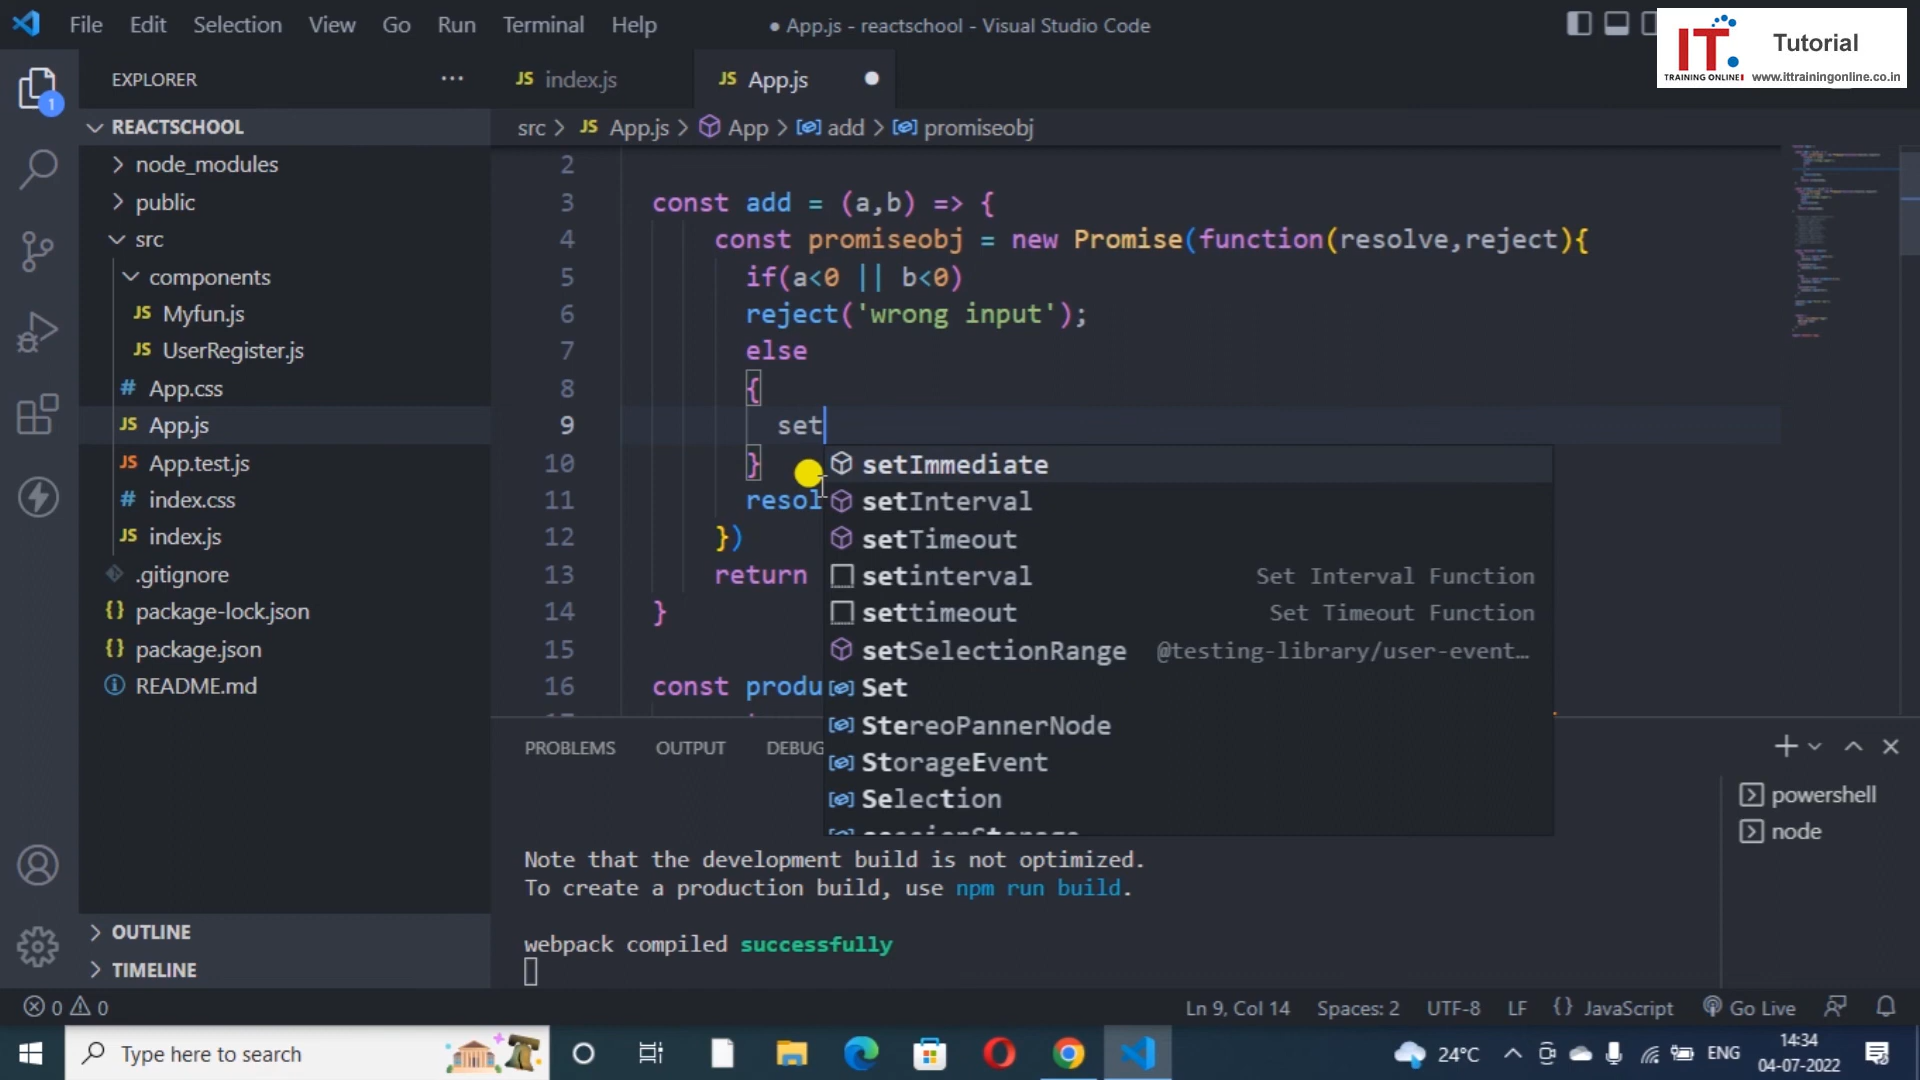 File Edit Selection View Go Run Terminal Help
● App.js - reactschool - Visual Studio Code
IT.
TRAINING ONLINE
Tutorial
www.ittrainingonline.co.in
EXPLORER ...
JS index.js
JS App.js
1
REACTSCHOOL
node_modules
public
src
components
JS Myfun.js
JS UserRegister.js
# App.css
JS App.js
JS App.test.js
# index.css
JS index.js
.gitignore
{} package-lock.json
{} package.json
README.md
OUTLINE
TIMELINE
src > JS App.js > App > add > promiseobj
2
3 const add = (a,b) => {
4 const promiseobj = new Promise(function(resolve,reject){
5 if(a<0 || b<0)
6 reject('wrong input');
7 else
8 {
9 set
10 }
11 resol
12 })
13 return
14 }
15
16 const produ
setImmediate
setInterval
setTimeout
setinterval Set Interval Function
settimeout Set Timeout Function
setSelectionRange @testing-library/user-event...
Set
StereoPannerNode
StorageEvent
Selection
sessionStorage
PROBLEMS OUTPUT DEBUG
powershell
node
Note that the development build is not optimized.
To create a production build, use npm run build.
webpack compiled successfully
0 0
Ln 9, Col 14 Spaces: 2 UTF-8 LF {} JavaScript Go Live
Type here to search
24°C ENG
14:34
04-07-2022